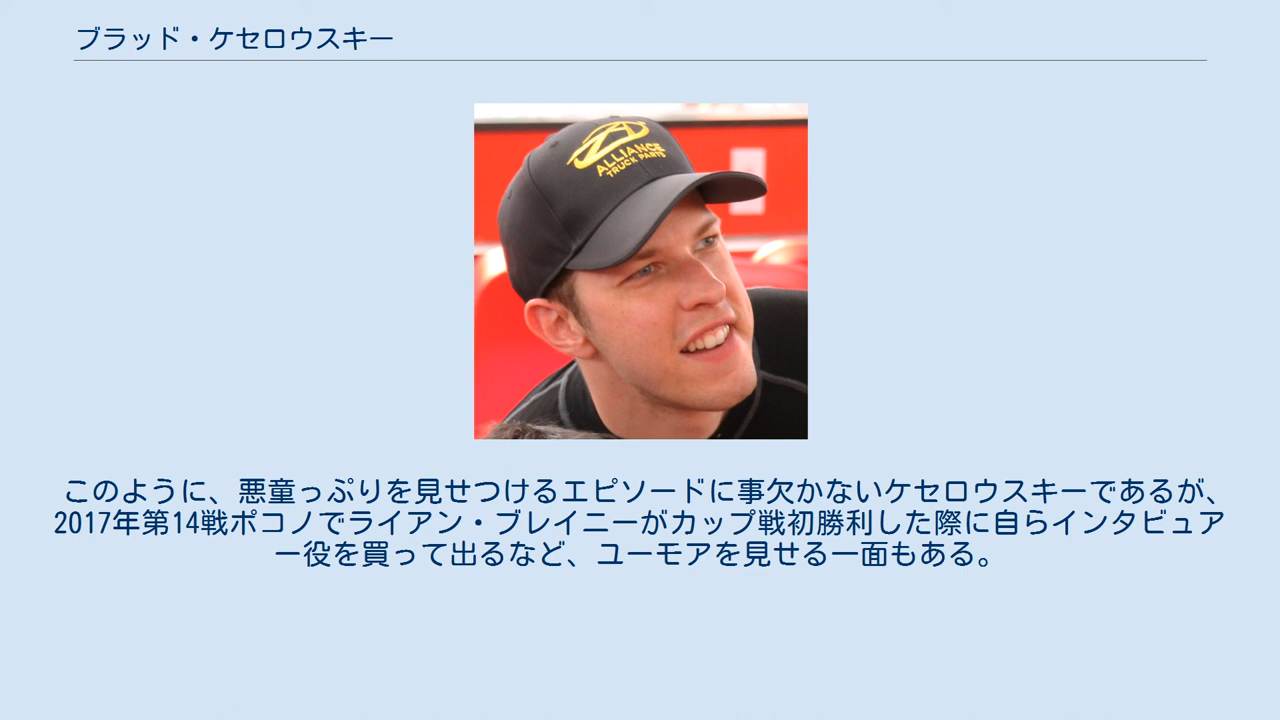 ブラッド・ケセロウスキー
ALLIANCE
TRUCK PARTS
このように、悪童っぷりを見せつけるエピソードに事欠かないケセロウスキーであるが、
2017年第14戦ポコノでライアン・ブレイニーがカップ戦初勝利した際に自らインタビュア
ー役を買って出るなど、ユーモアを見せる一面もある。